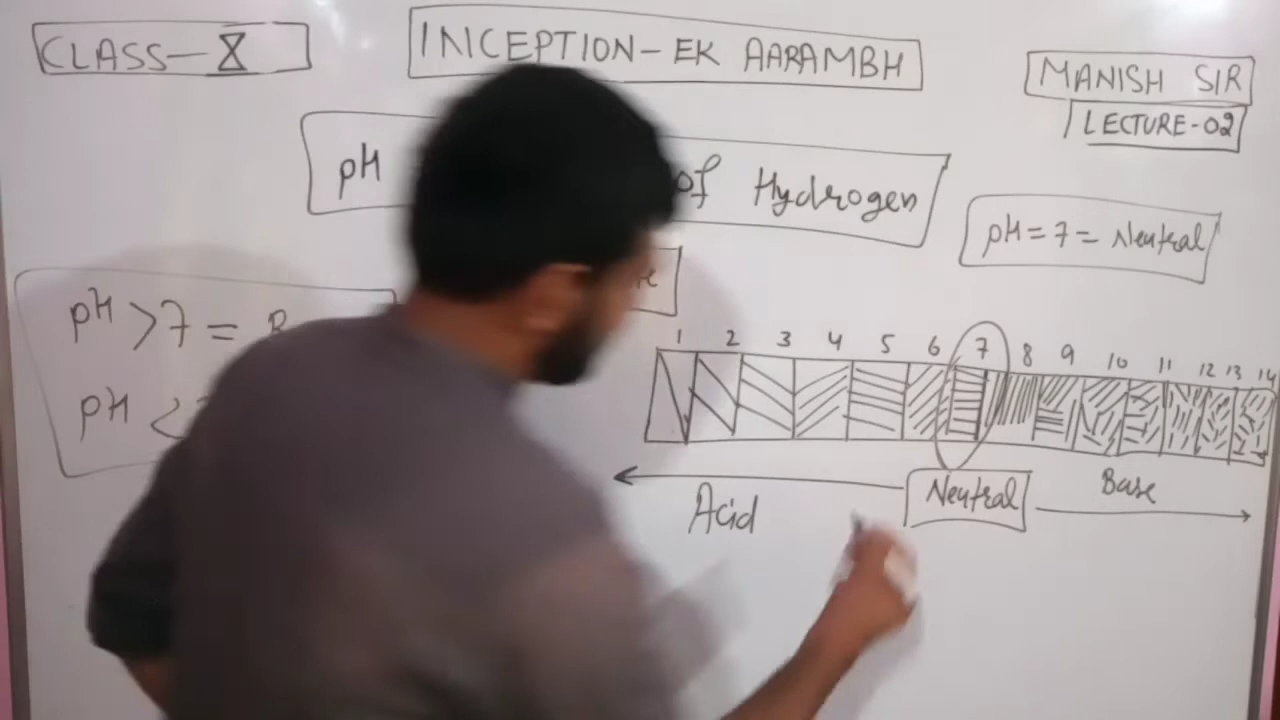 CLASS-X
INCEPTION-EK AARAMBH
MANISH SIR
LECTURE-02
pH of Hydrogen
pH = 7 = Neutral
pH > 7 =
pH <
1 2 3 4 5 6 7 8 9 10 11 12 13 14
Acid Neutral Base